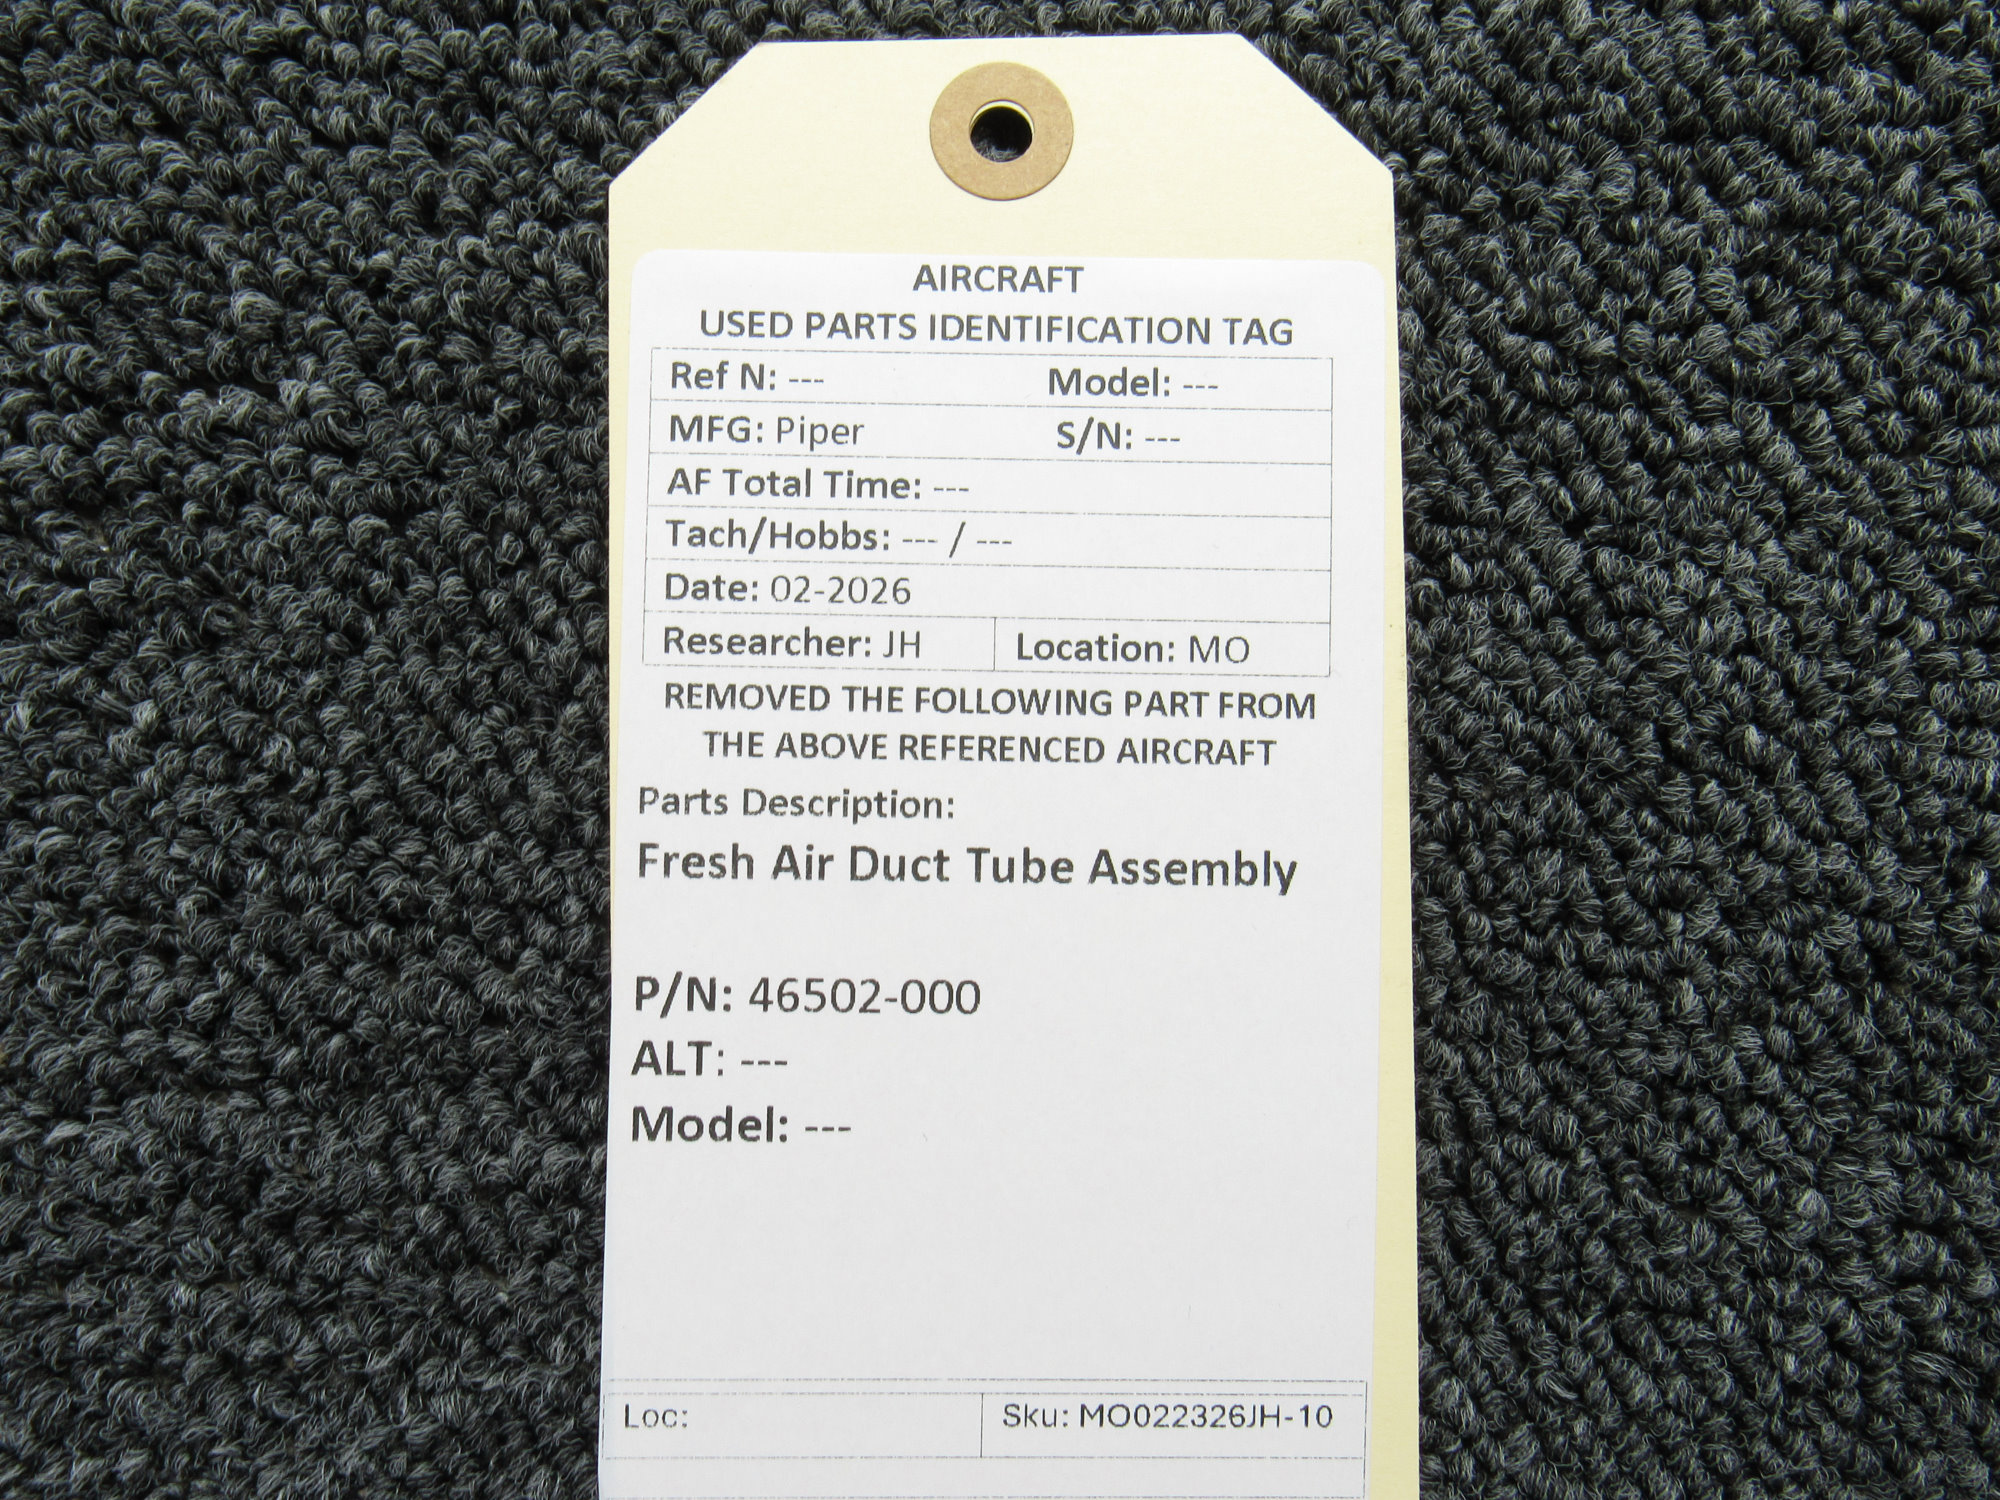 AIRCRAFT
USED PARTS IDENTIFICATION TAG
Ref N: --- Model: ---
MFG: Piper S/N: ---
AF Total Time: ---
Tach/Hobbs: --- / ---
Date: 02-2026
Researcher: JH Location: MO
REMOVED THE FOLLOWING PART FROM
THE ABOVE REFERENCED AIRCRAFT
Parts Description:
Fresh Air Duct Tube Assembly
P/N: 46502-000
ALT: ---
Model: ---
Loc: Sku: MO022326JH-10